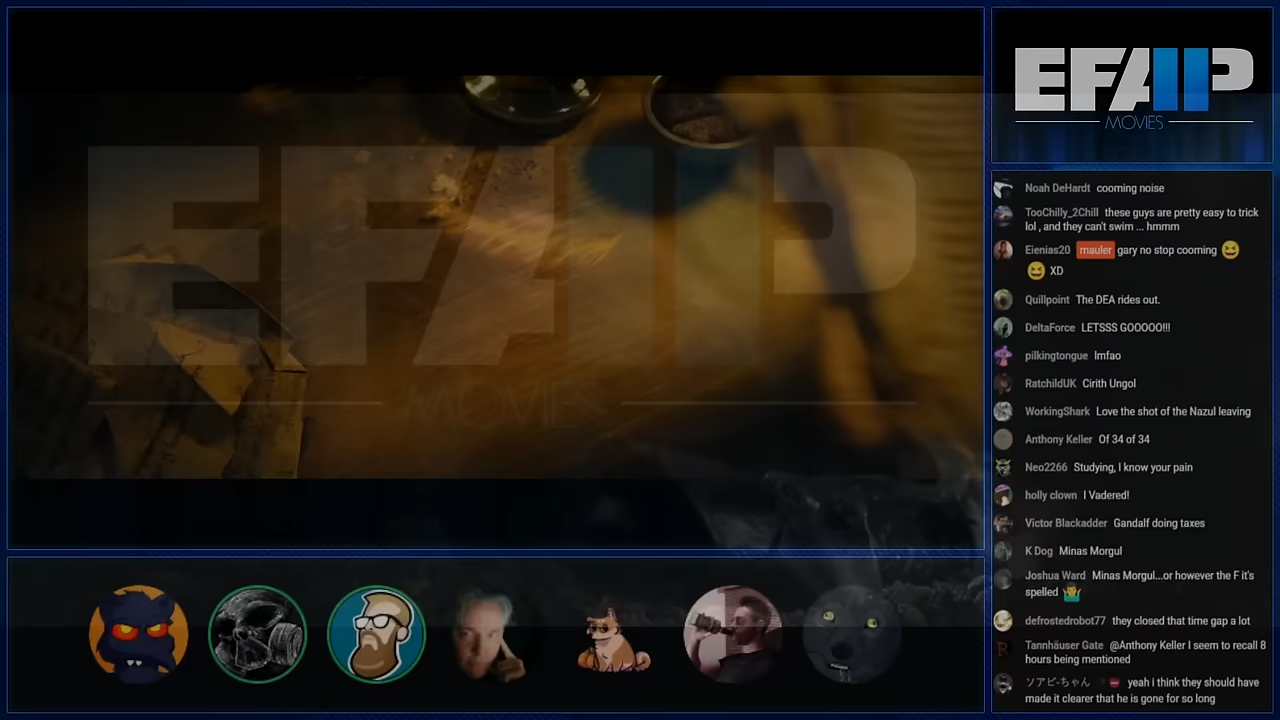 EFAP
MOVIES
EFAP
MOVIES
Noah DeHardt cooming noise
TooChilly_2Chill these guys are pretty easy to trick
lol , and they can't swim ... hmmm
Eienias20 mauler gary no stop cooming 😆
😆 XD
Quillpoint The DEA rides out.
DeltaForce LETSSS GOOOOO!!!
pilkingtongue lmfao
RatchildUK Cirith Ungol
WorkingShark Love the shot of the Nazul leaving
Anthony Keller Of 34 of 34
Neo2266 Studying, I know your pain
holly clown I Vadered!
Victor Blackadder Gandalf doing taxes
K Dog Minas Morgul
Joshua Ward Minas Morgul...or however the F it's
spelled 🤷‍♂️
defrostedrobot77 they closed that time gap a lot
R
Tannhäuser Gate @Anthony Keller I seem to recall 8
hours being mentioned
ソアビ-ちゃん yeah i think they should have
made it clearer that he is gone for so long